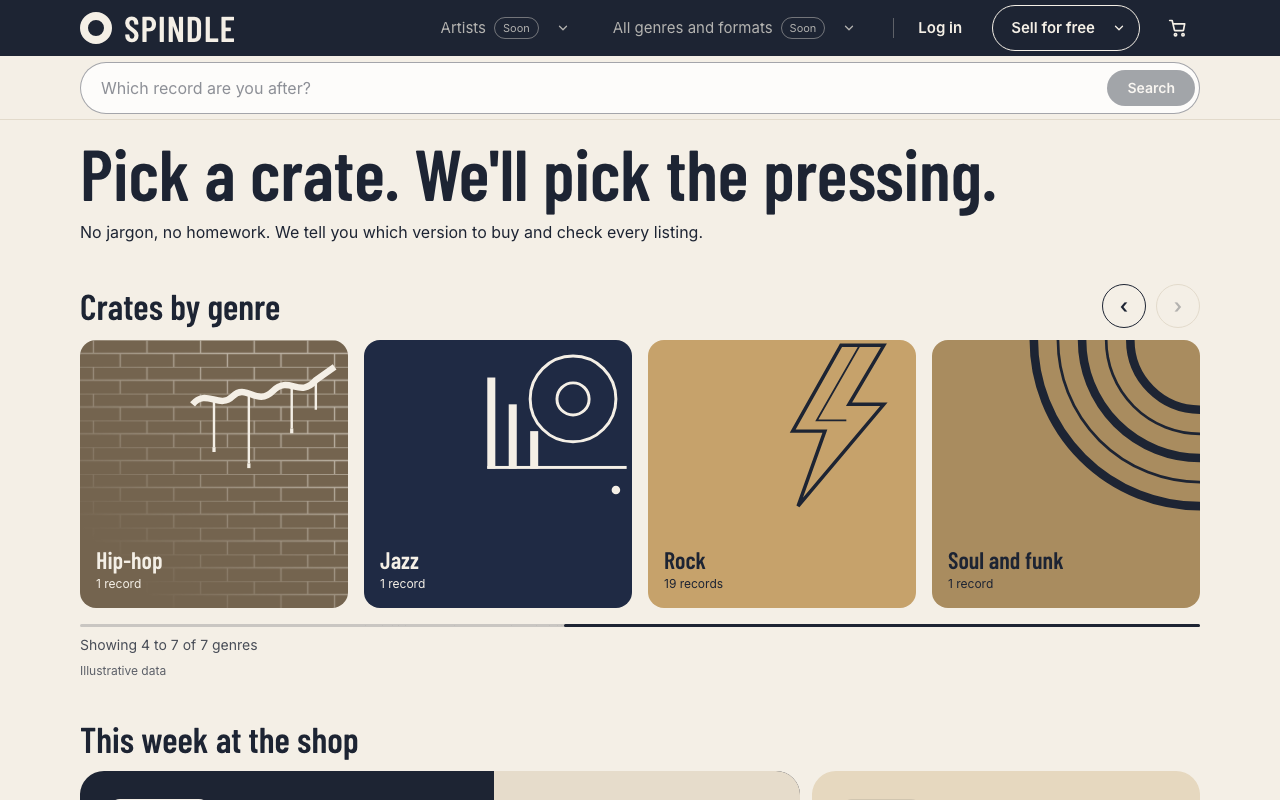 SPINDLE
Artists Soon
All genres and formats Soon
Log in
Sell for free
Which record are you after?
Search
Pick a crate. We'll pick the pressing.
No jargon, no homework. We tell you which version to buy and check every listing.
Crates by genre
Hip-hop
1 record
Jazz
1 record
Rock
19 records
Soul and funk
1 record
Showing 4 to 7 of 7 genres
Illustrative data
This week at the shop